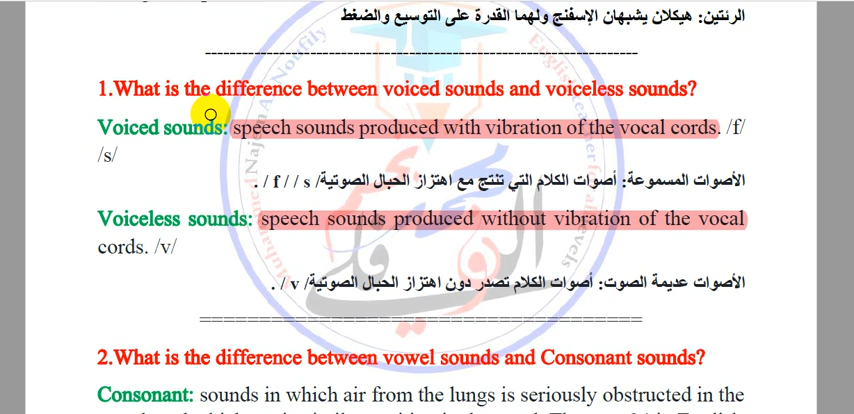 الرئتين: هيكلان يشبهان الإسفنج ولهما القدرة على التوسيع والضغط
--------------------------------------------------------------------
1.What is the difference between voiced sounds and voiceless sounds?
Voiced sounds: speech sounds produced with vibration of the vocal cords. /f/
/s/
الأصوات المسموعة: أصوات الكلام التي تنتج مع اهتزاز الحبال الصوتية/ f / / s / .
Voiceless sounds: speech sounds produced without vibration of the vocal
cords. /v/
الأصوات عديمة الصوت: أصوات الكلام تصدر دون اهتزاز الحبال الصوتية/ v / .
=====================================
2.What is the difference between vowel sounds and Consonant sounds?
Consonant: sounds in which air from the lungs is seriously obstructed in the